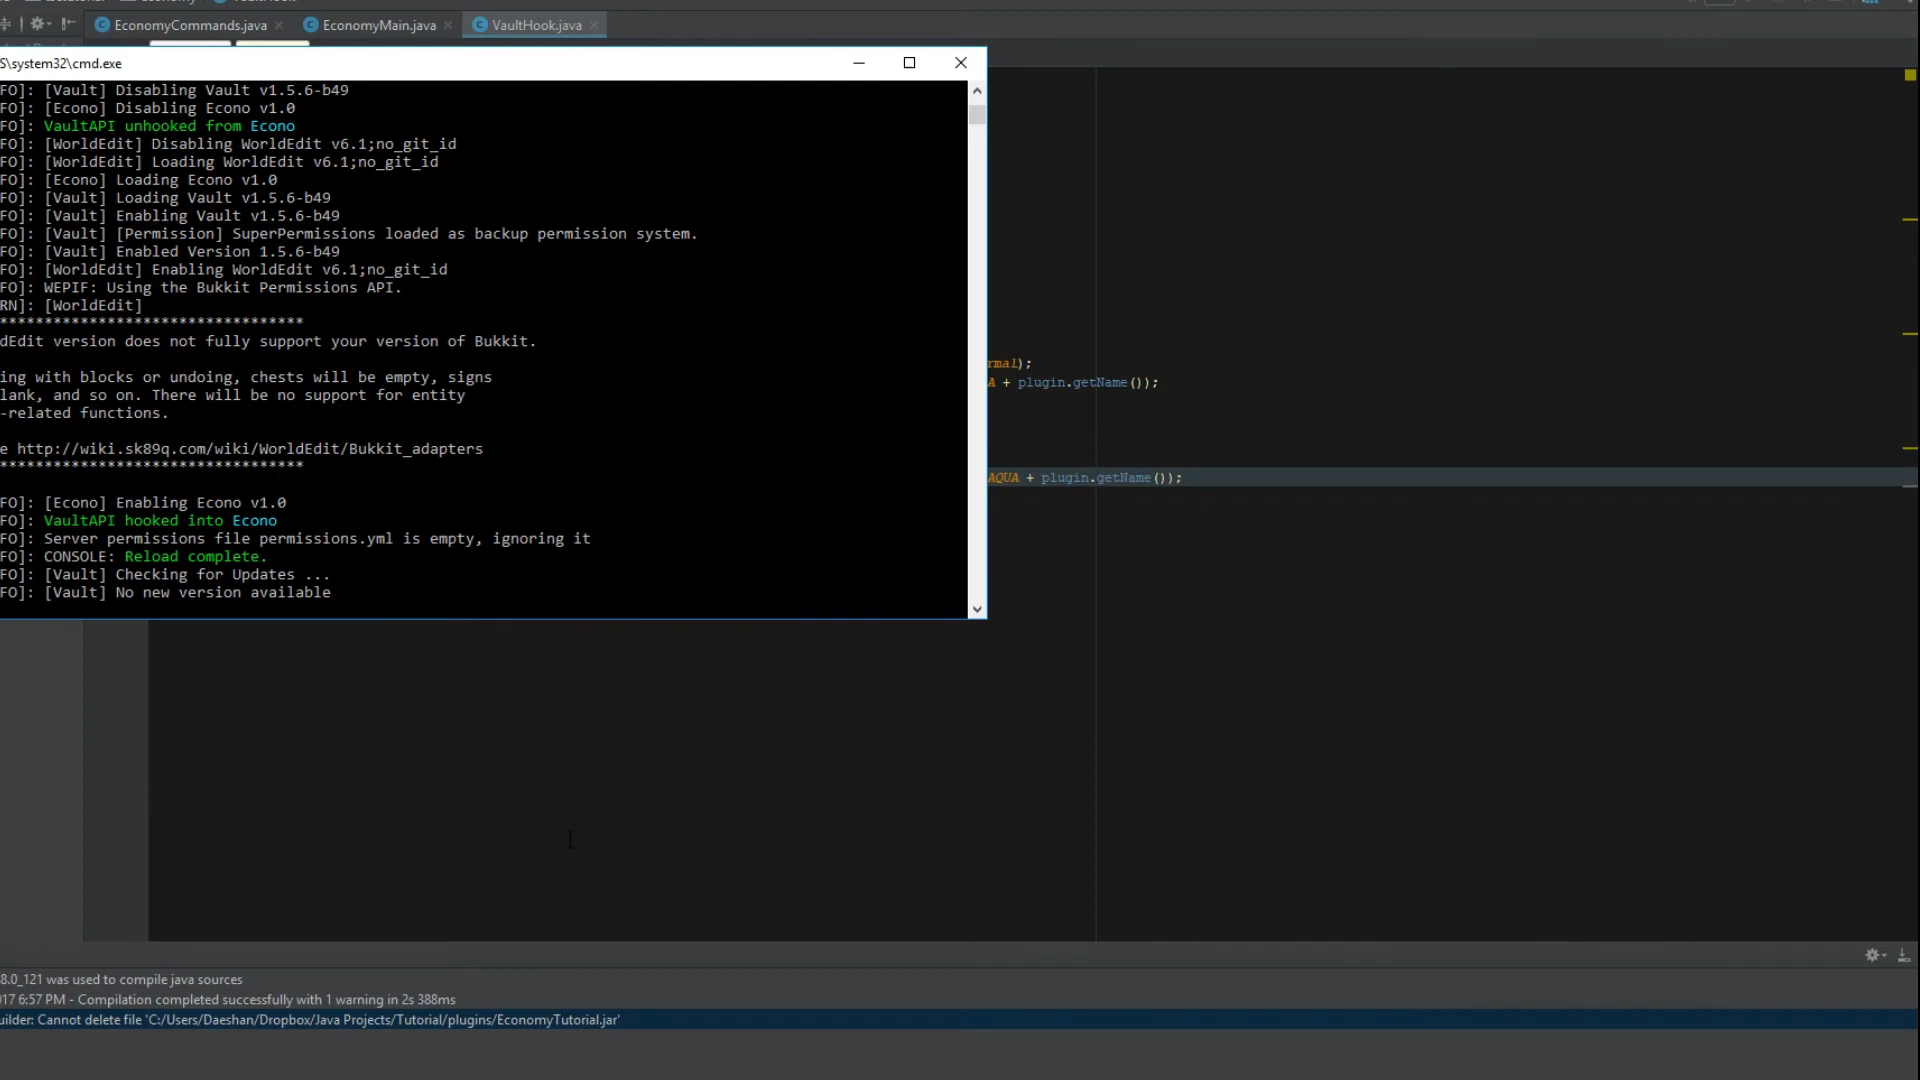 EconomyCommands.java EconomyMain.java VaultHook.java
S\system32\cmd.exe
FO]: [Vault] Disabling Vault v1.5.6-b49
FO]: [Econo] Disabling Econo v1.0
FO]: VaultAPI unhooked from Econo
FO]: [WorldEdit] Disabling WorldEdit v6.1;no_git_id
FO]: [WorldEdit] Loading WorldEdit v6.1;no_git_id
FO]: [Econo] Loading Econo v1.0
FO]: [Vault] Loading Vault v1.5.6-b49
FO]: [Vault] Enabling Vault v1.5.6-b49
FO]: [Vault] [Permission] SuperPermissions loaded as backup permission system.
FO]: [Vault] Enabled Version 1.5.6-b49
FO]: [WorldEdit] Enabling WorldEdit v6.1;no_git_id
FO]: WEPIF: Using the Bukkit Permissions API.
RN]: [WorldEdit]
**********************************
dEdit version does not fully support your version of Bukkit.
ing with blocks or undoing, chests will be empty, signs
lank, and so on. There will be no support for entity
-related functions.
e http://wiki.sk89q.com/wiki/WorldEdit/Bukkit_adapters
**********************************
FO]: [Econo] Enabling Econo v1.0
FO]: VaultAPI hooked into Econo
FO]: Server permissions file permissions.yml is empty, ignoring it
FO]: CONSOLE: Reload complete.
FO]: [Vault] Checking for Updates ...
FO]: [Vault] No new version available
rmal);
A + plugin.getName());
AQUA + plugin.getName());
8.0_121 was used to compile java sources
17 6:57 PM - Compilation completed successfully with 1 warning in 2s 388ms
uilder: Cannot delete file 'C:/Users/Daeshan/Dropbox/Java Projects/Tutorial/plugins/EconomyTutorial.jar'